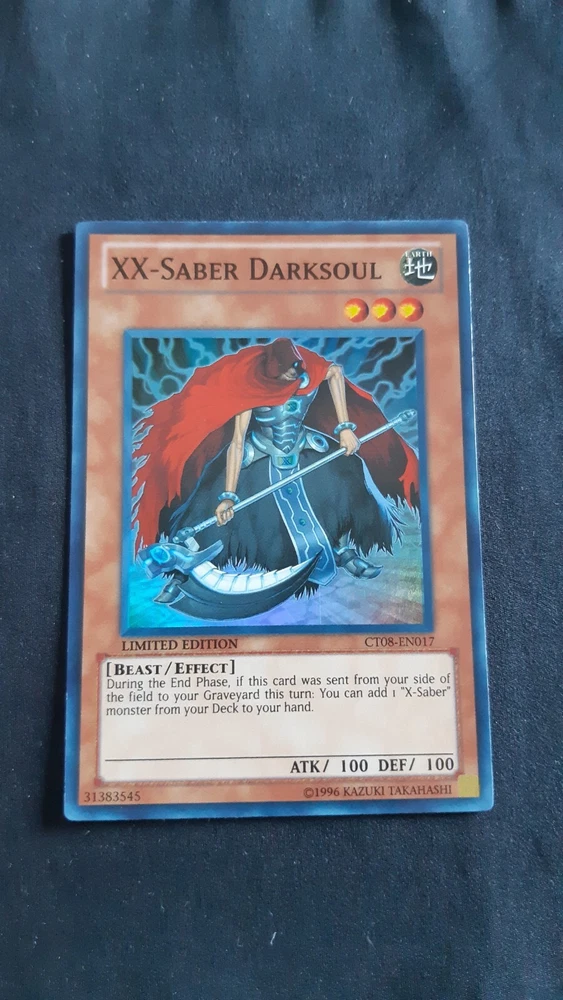 XX-SABER DARKSOUL
EARTH
地
LIMITED EDITION
CT08-EN017
[BEAST/EFFECT]
During the End Phase, if this card was sent from your side of
the field to your Graveyard this turn: You can add 1 "X-Saber"
monster from your Deck to your hand.
ATK/ 100 DEF/ 100
31383545
©1996 KAZUKI TAKAHASHI